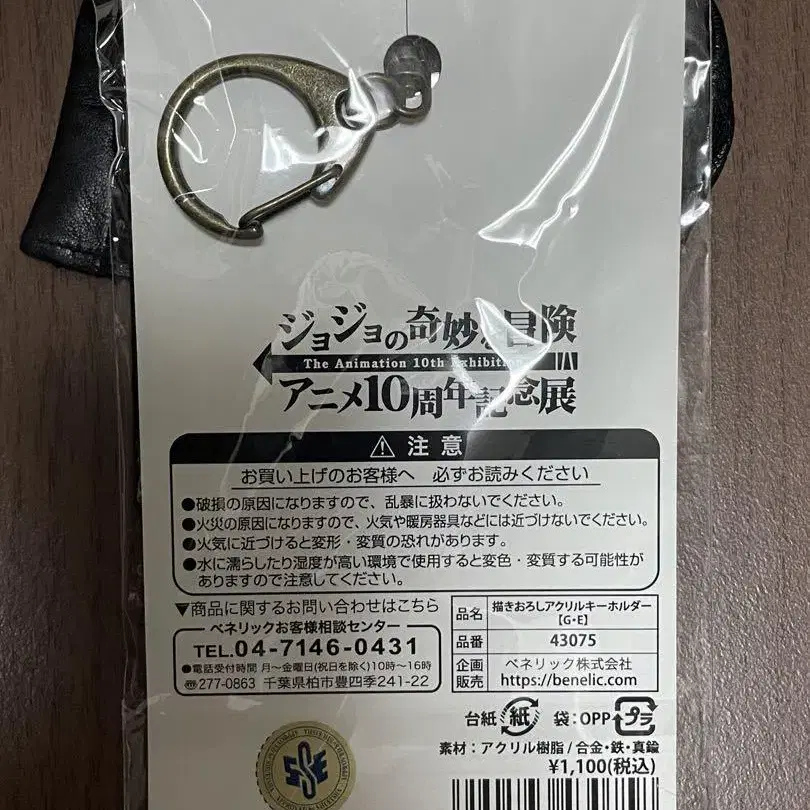 ジョジョの奇妙な冒険
The Animation 10th Exhibition
アニメ10周年記念展
注意
お買い上げのお客様へ 必ずお読みください
●破損の原因になりますので、乱暴に扱わないでください。
●火災の原因になりますので、火気や暖房器具などには近づけないでください。
●火気に近づけると変形・変質の恐れがあります。
●水に濡らしたり湿度が高い環境で使用すると変色・変質する可能性が
ありますので注意してください。
▼商品に関するお問い合わせはこちら
ベネリックお客様相談センター
TEL.04-7146-0431
●電話受付時間 月～金曜日(祝日を除く)10時～16時
〒277-0863 千葉県柏市豊四季241-22
品名 描きおろしアクリルキーホルダー
【G・E】
品番 43075
企画 ベネリック株式会社
販売 https://benelic.com
台紙 紙 袋:OPP プラ
素材:アクリル樹脂/合金・鉄・真鍮
¥1,100(税込)